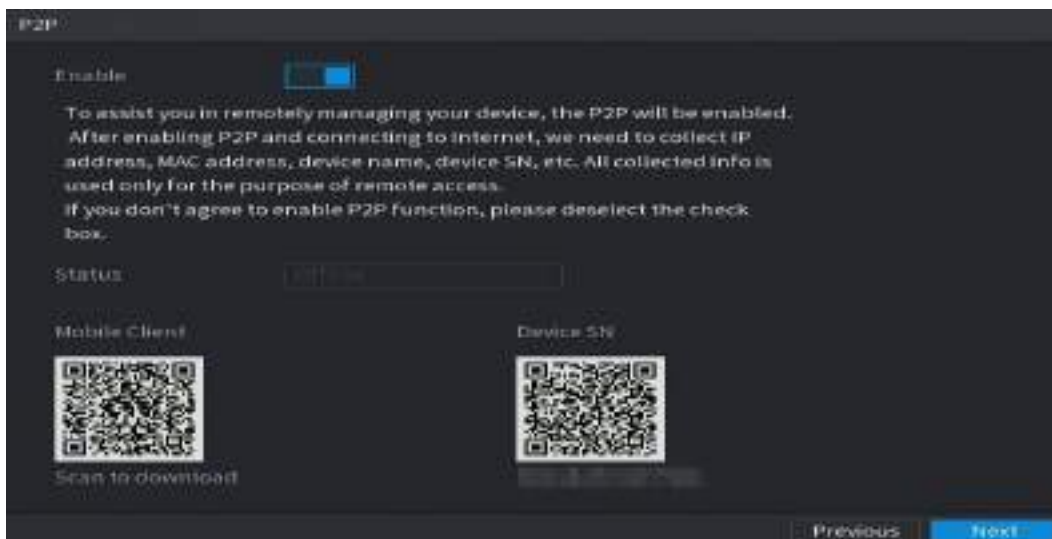 P2P
Enable
To assist you in remotely managing your device, the P2P will be enabled.
After enabling P2P and connecting to Internet, we need to collect IP
address, MAC address, device name, device SN, etc. All collected info is
used only for the purpose of remote access.
If you don"t agree to enable P2P function, please deselect the check
box.
Status
Offline
Mobile Client
Device SN
Scan to download
Previous
Next